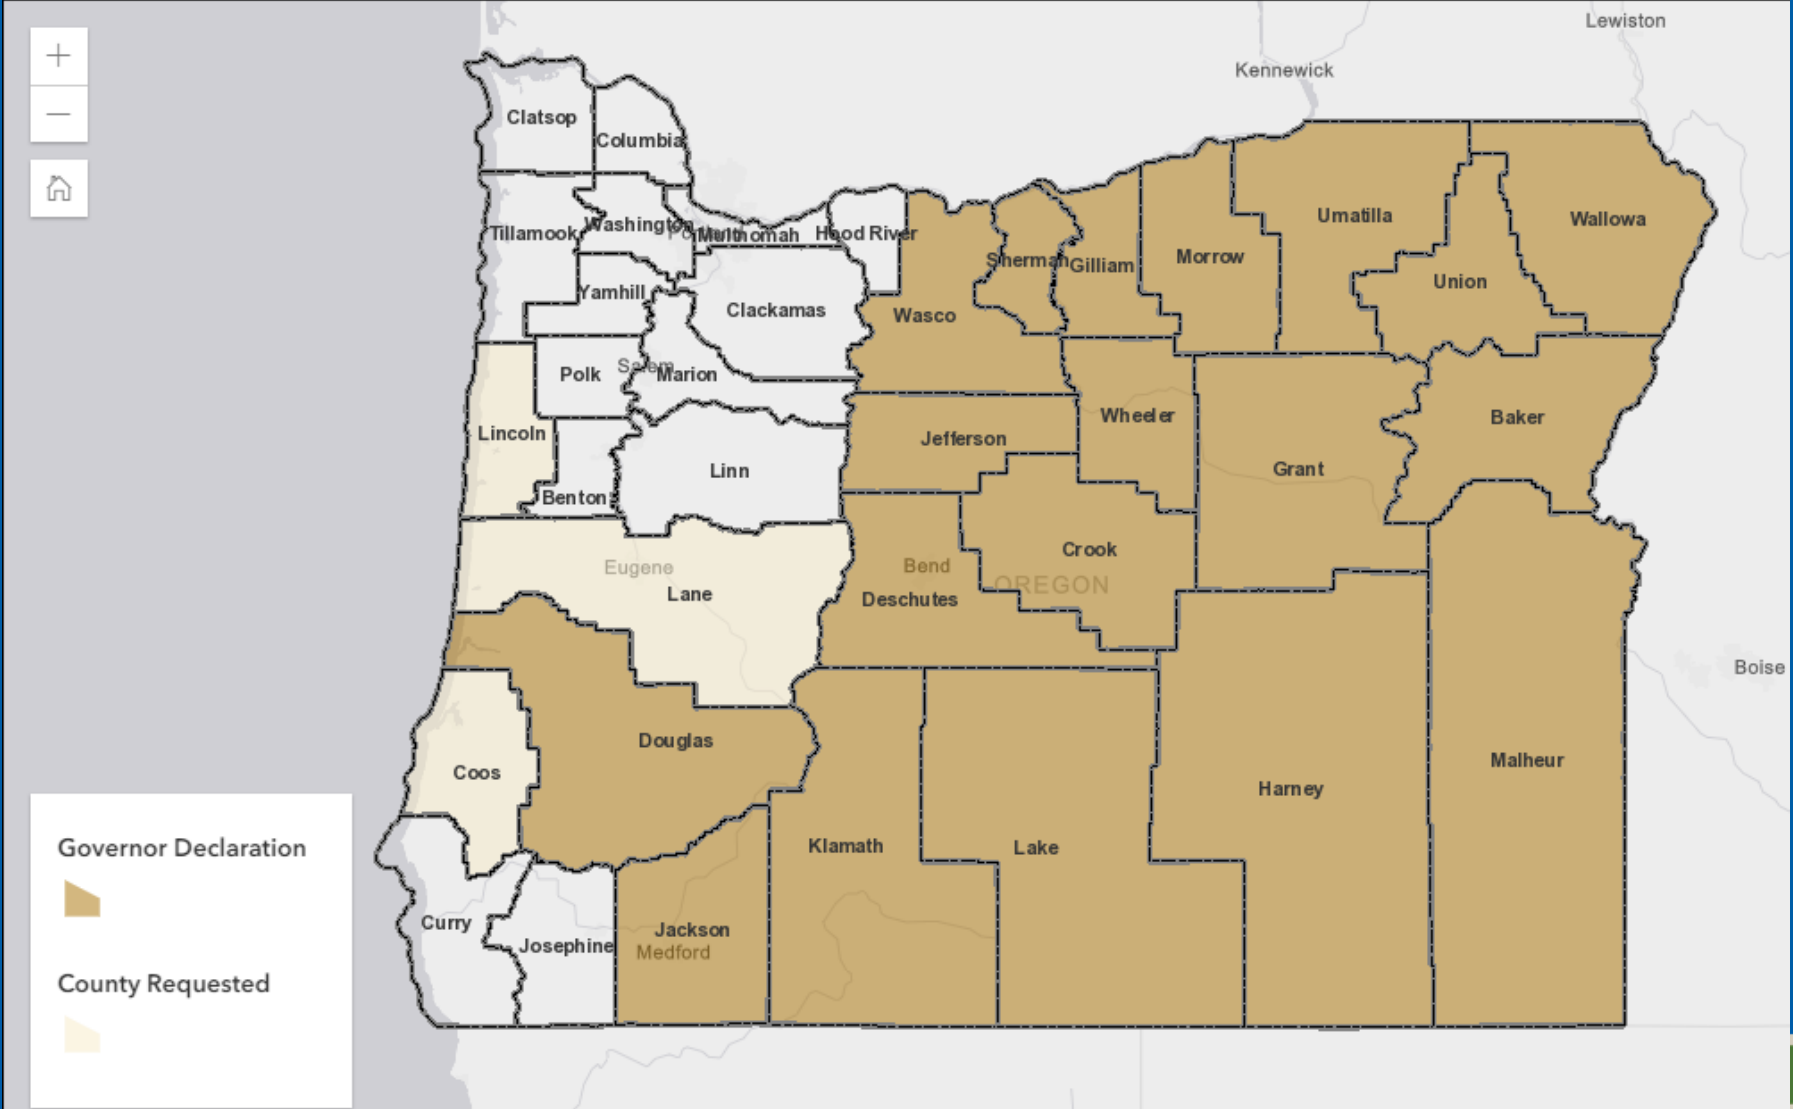 Lewiston
Kennewick
Clatsop
Columbia
Tillamook
Washington
Portland
Multnomah
Hood River
Umatilla
Wallowa
Sherman
Gilliam
Morrow
Union
Yamhill
Clackamas
Wasco
Polk
Salem
Marion
Wheeler
Baker
Lincoln
Jefferson
Linn
Grant
Benton
Crook
Eugene
Bend
OREGON
Lane
Deschutes
Boise
Douglas
Malheur
Coos
Harney
Klamath
Lake
Curry
Josephine
Jackson
Medford
Governor Declaration
County Requested